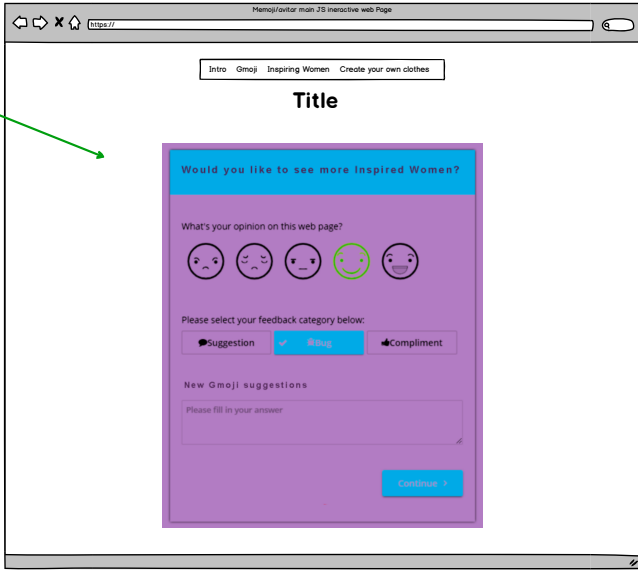 Memoji/avitar main JS ineroctive web Page
https://
Intro Gmoji Inspiring Women Create your own clothes
Title
Would you like to see more Inspired Women?
What's your opinion on this web page?
Please select your feedback category below:
Suggestion Bug Compliment
New Gmoji suggestions
Please fill in your answer
Continue